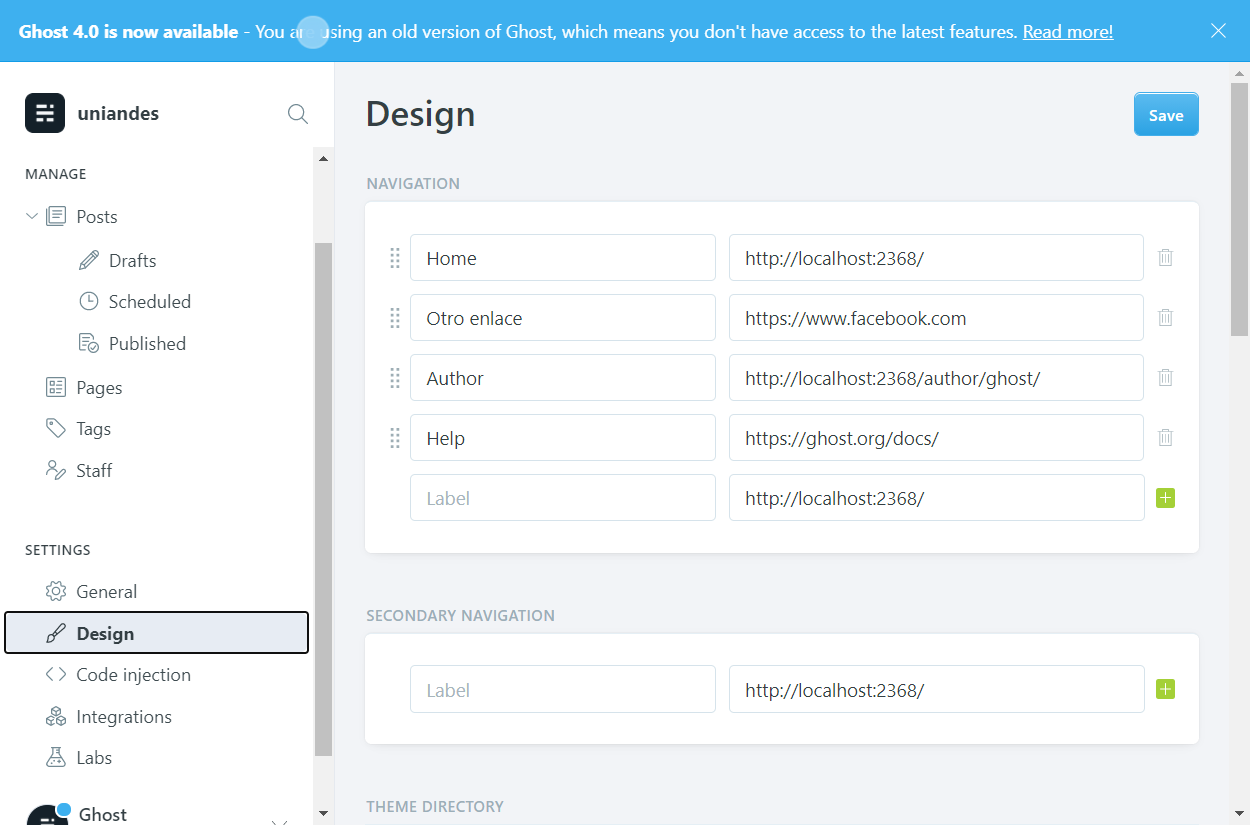 Ghost 4.0 is now available - You are using an old version of Ghost, which means you don't have access to the latest features. Read more!
uniandes
MANAGE
Posts
Drafts
Scheduled
Published
Pages
Tags
Staff
SETTINGS
General
Design
Code injection
Integrations
Labs
Ghost
Design
Save
NAVIGATION
Home http://localhost:2368/
Otro enlace https://www.facebook.com
Author http://localhost:2368/author/ghost/
Help https://ghost.org/docs/
Label http://localhost:2368/
SECONDARY NAVIGATION
Label http://localhost:2368/
THEME DIRECTORY